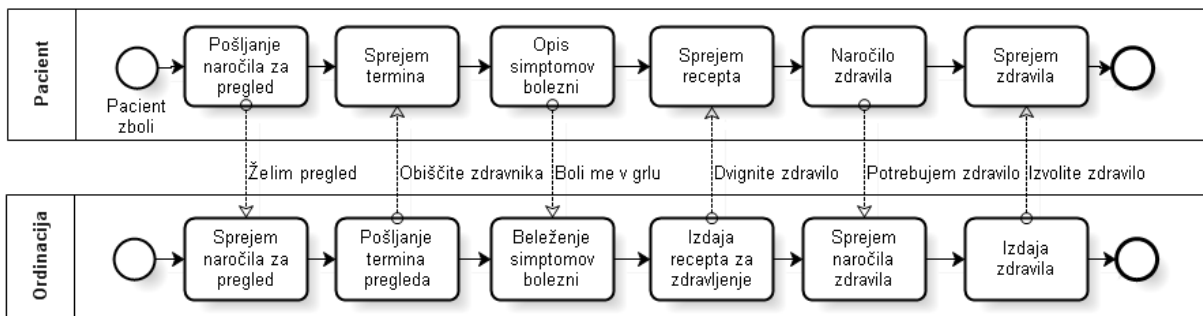 Pacient
Pacient
zboli
Pošljanje
naročila za
pregled
Sprejem
termina
Opis
simptomov
bolezni
Sprejem
recepta
Naročilo
zdravila
Sprejem
zdravila
Želim pregled
Obiščite zdravnika
Boli me v grlu
Dvignite zdravilo
Potrebujem zdravilo
Izvolite zdravilo
Ordinacija
Sprejem
naročila za
pregled
Pošljanje
termina
pregleda
Beleženje
simptomov
bolezni
Izdaja
recepta za
zdravljenje
Sprejem
naročila
zdravila
Izdaja
zdravila